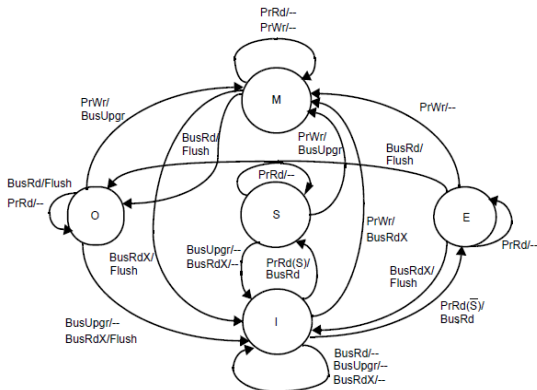 PrRd/--
PrWr/--
M
PrWr/
BusUpgr
PrWr/--
BusRd/
Flush
PrWr/
BusUpgr
BusRd/
Flush
BusRd/Flush
PrRd/--
PrRd/--
O
S
E
PrWr/
BusRdX
PrRd/--
BusUpgr/--
BusRdX/--
PrRd(S)/
BusRd
BusRdX/
Flush
BusRdX/
Flush
PrRd(S̅)/
BusRd
BusUpgr/--
BusRdX/Flush
I
BusRd/--
BusUpgr/--
BusRdX/--